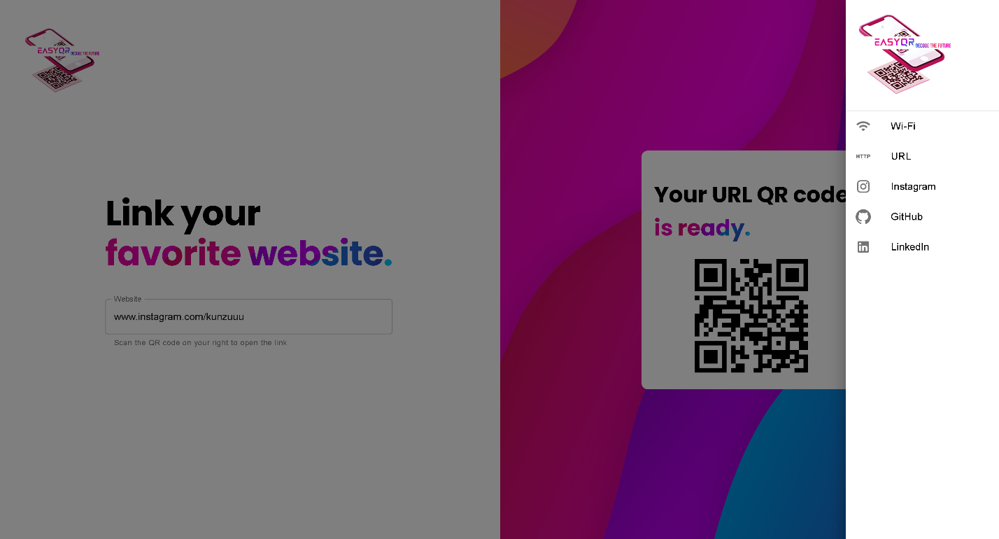 EASYQR DECODE THE FUTURE
Link your
favorite website.
Website
www.instagram.com/kunzuuu
Scan the QR code on your right to open the link
Your URL QR code
is ready.
EASYQR DECODE THE FUTURE
Wi-Fi
HTTP URL
Instagram
GitHub
LinkedIn